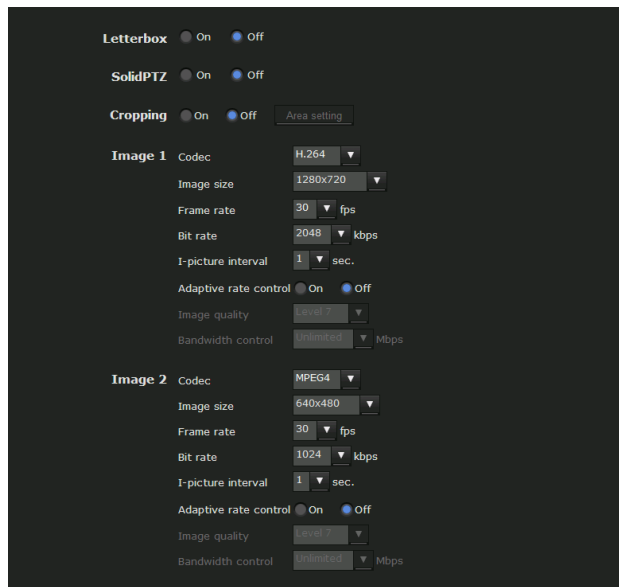 Letterbox On Off
SolidPTZ On Off
Cropping On Off Area setting
Image 1 Codec H.264
Image size 1280x720
Frame rate 30 fps
Bit rate 2048 kbps
I-picture interval 1 sec.
Adaptive rate control On Off
Image quality Level 7
Bandwidth control Unlimited Mbps
Image 2 Codec MPEG4
Image size 640x480
Frame rate 30 fps
Bit rate 1024 kbps
I-picture interval 1 sec.
Adaptive rate control On Off
Image quality Level 7
Bandwidth control Unlimited Mbps